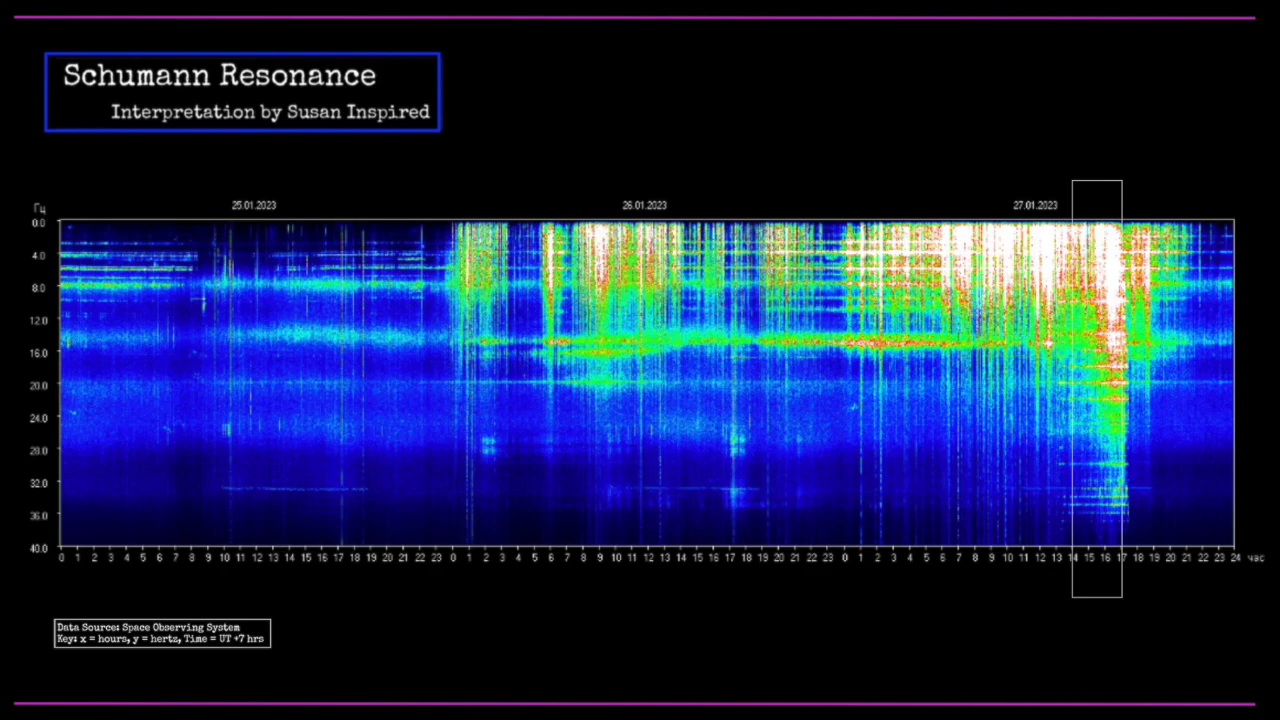 Schumann Resonance
Interpretation by Susan Inspired
25.01.2023 26.01.2023 27.01.2023
Гц
0.0
4.0
8.0
12.0
16.0
20.0
24.0
28.0
32.0
36.0
40.0
0 1 2 3 4 5 6 7 8 9 10 11 12 13 14 15 16 17 18 19 20 21 22 23 0 1 2 3 4 5 6 7 8 9 10 11 12 13 14 15 16 17 18 19 20 21 22 23 0 1 2 3 4 5 6 7 8 9 10 11 12 13 14 15 16 17 18 19 20 21 22 23 24 час
Data Source: Space Observing System
Key: x = hours, y = hertz, Time = UT +7 hrs